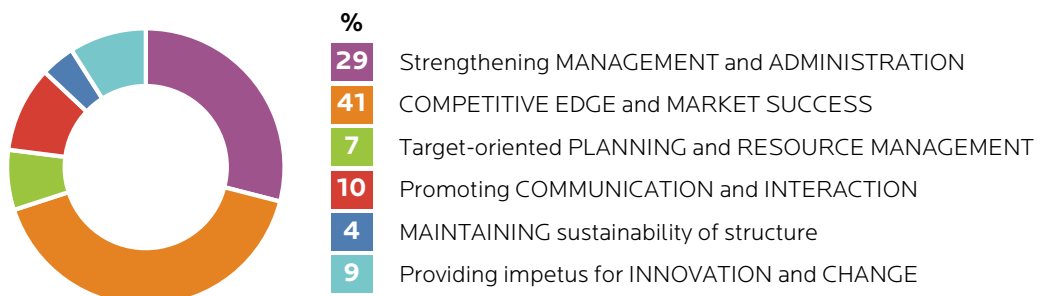 %
29 Strengthening MANAGEMENT and ADMINISTRATION
41 COMPETITIVE EDGE and MARKET SUCCESS
7 Target-oriented PLANNING and RESOURCE MANAGEMENT
10 Promoting COMMUNICATION and INTERACTION
4 MAINTAINING sustainability of structure
9 Providing impetus for INNOVATION and CHANGE